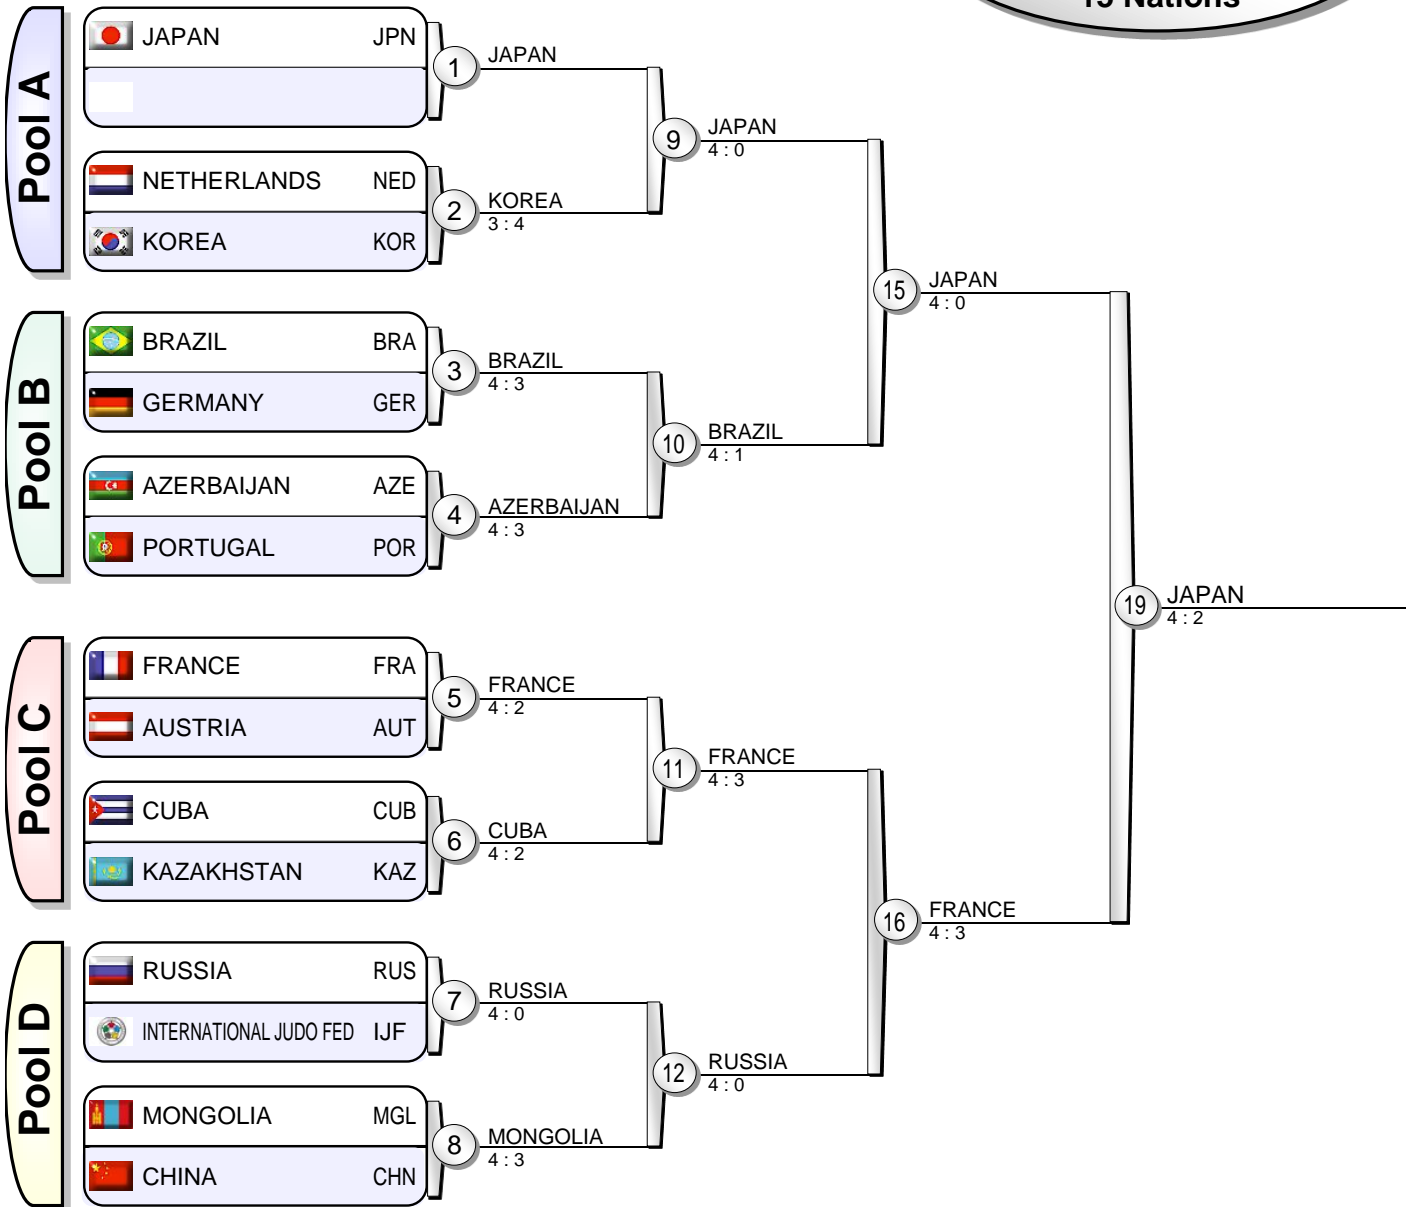 15 Nations
Pool A
JAPAN JPN
NETHERLANDS NED
KOREA KOR
1
JAPAN
2
KOREA
3 : 4
9
JAPAN
4 : 0
Pool B
BRAZIL BRA
GERMANY GER
AZERBAIJAN AZE
PORTUGAL POR
3
BRAZIL
4 : 3
4
AZERBAIJAN
4 : 3
10
BRAZIL
4 : 1
15
JAPAN
4 : 0
Pool C
FRANCE FRA
AUSTRIA AUT
CUBA CUB
KAZAKHSTAN KAZ
5
FRANCE
4 : 2
6
CUBA
4 : 2
11
FRANCE
4 : 3
Pool D
RUSSIA RUS
INTERNATIONAL JUDO FED IJF
MONGOLIA MGL
CHINA CHN
7
RUSSIA
4 : 0
8
MONGOLIA
4 : 3
12
RUSSIA
4 : 0
16
FRANCE
4 : 3
19
JAPAN
4 : 2